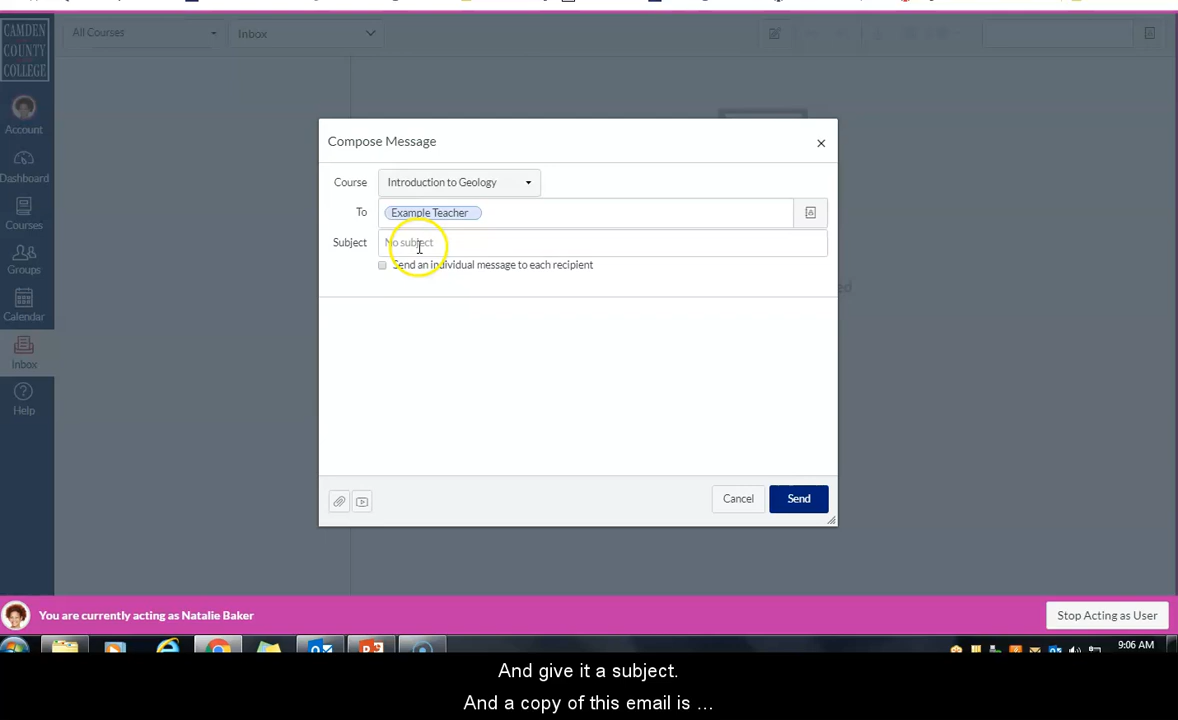 CAMDEN
COUNTY
COLLEGE
All Courses
Inbox
Account
Dashboard
Courses
Groups
Calendar
Inbox
Help
Compose Message
Course Introduction to Geology
To Example Teacher
Subject No subject
Send an individual message to each recipient
Cancel Send
You are currently acting as Natalie Baker
Stop Acting as User
9:06 AM
And give it a subject.
And a copy of this email is ...